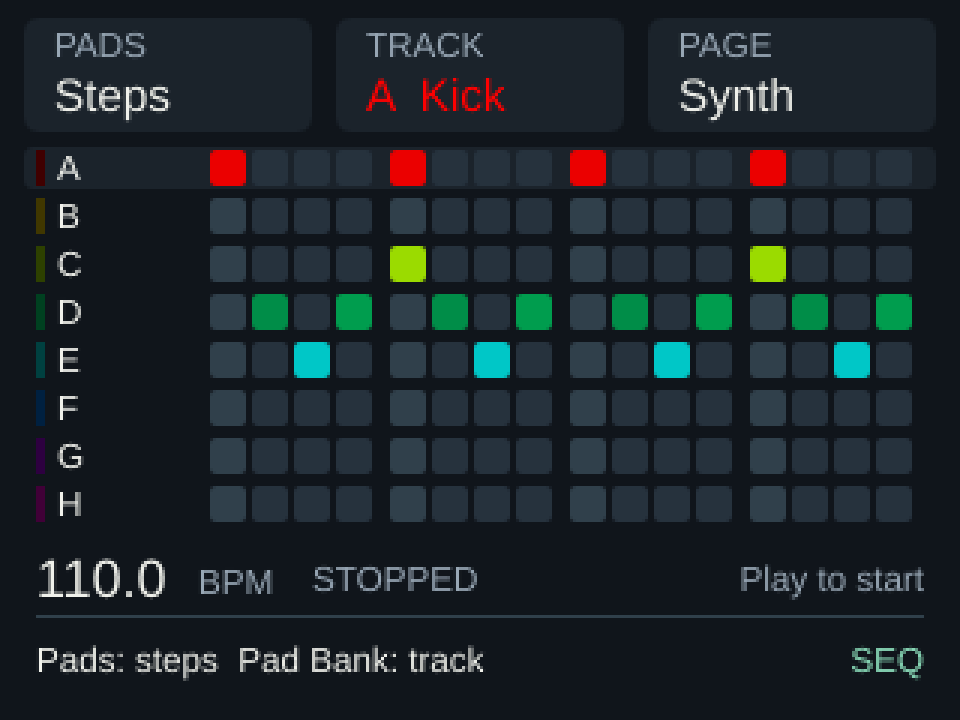 PADS TRACK PAGE
Steps A Kick Synth
A
B
C
D
E
F
G
H
110.0 BPM STOPPED Play to start
Pads: steps Pad Bank: track SEQ